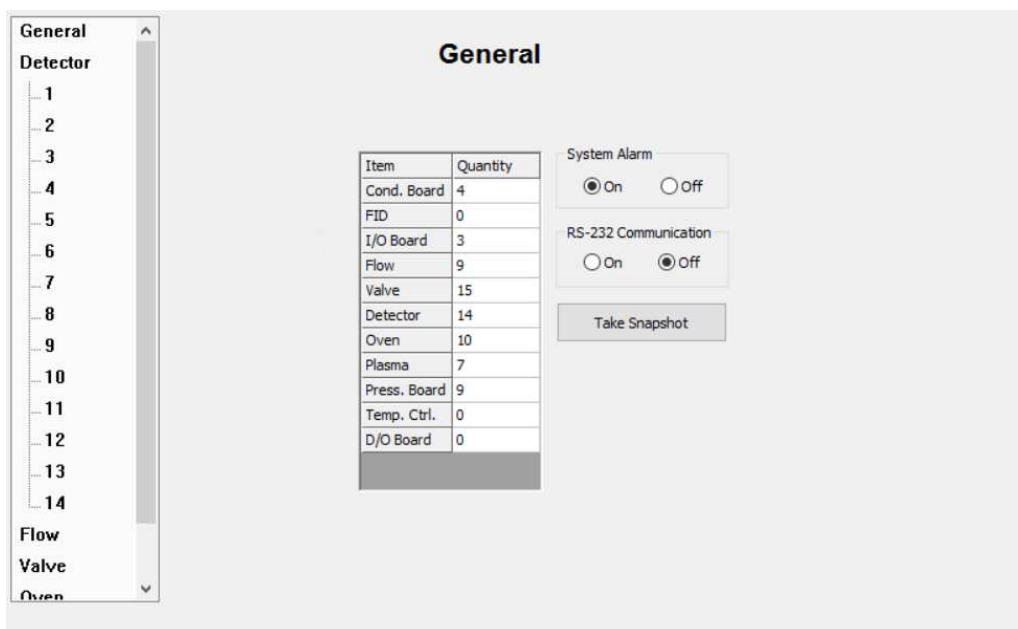 General
Detector
1
2
3
4
5
6
7
8
9
10
11
12
13
14
Flow
Valve
Oven
General
Item Quantity
Cond. Board 4
FID 0
I/O Board 3
Flow 9
Valve 15
Detector 14
Oven 10
Plasma 7
Press. Board 9
Temp. Ctrl. 0
D/O Board 0
System Alarm
On Off
RS-232 Communication
On Off
Take Snapshot